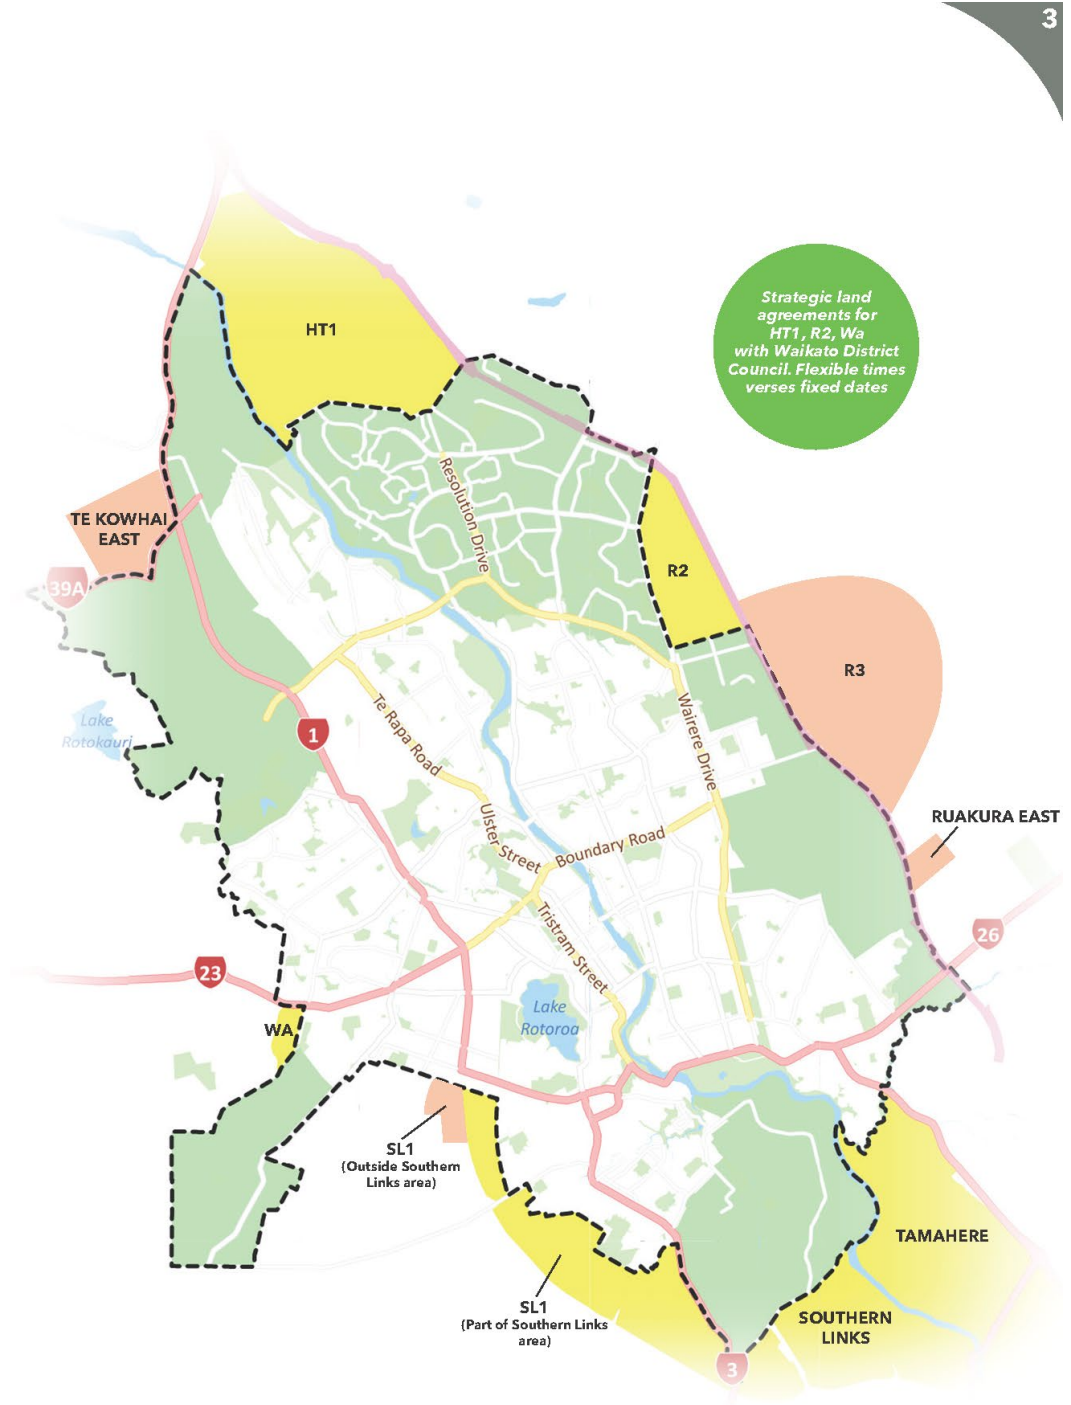 3
Strategic land
agreements for
HT1, R2, Wa
with Waikato District
Council. Flexible times
verses fixed dates
HT1
Resolution Drive
TE KOWHAI
EAST
39A
R2
R3
Lake
Rotokauri
1
Te Rapa Road
Wairere Drive
Ulster Street
Boundary Road
RUAKURA EAST
Tristram Street
26
23
Lake
Rotoroa
WA
SL1
(Outside Southern
Links area)
TAMAHERE
SL1
(Part of Southern Links
area)
SOUTHERN
LINKS
3